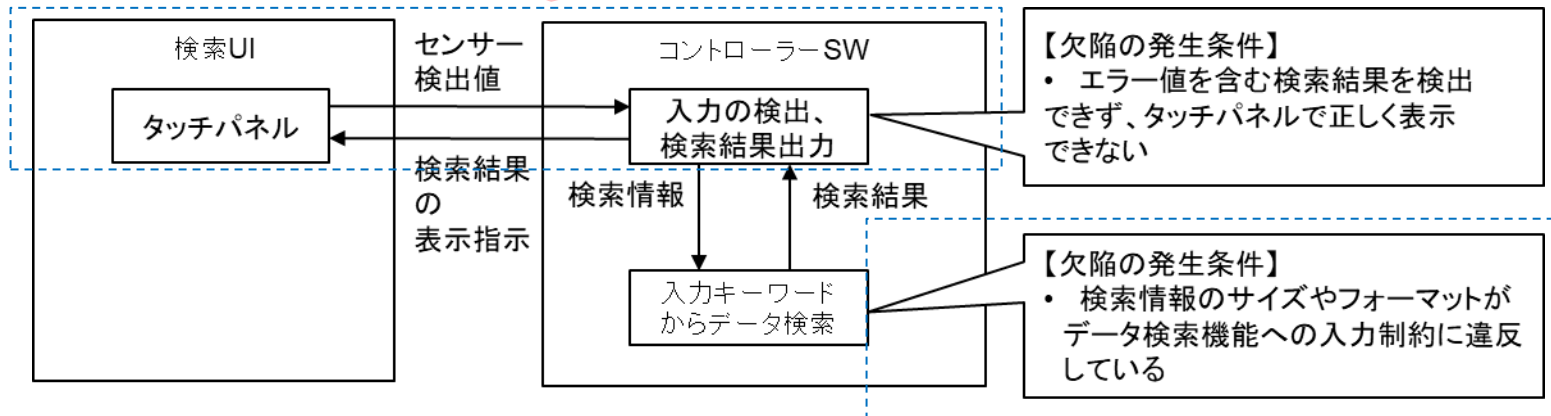 検索UI
タッチパネル
センサー
検出値
検索結果
の
表示指示
コントローラーSW
入力の検出、
検索結果出力
検索情報
検索結果
入力キーワード
からデータ検索
【欠陥の発生条件】
• エラー値を含む検索結果を検出
できず、タッチパネルで正しく表示
できない
【欠陥の発生条件】
• 検索情報のサイズやフォーマットが
データ検索機能への入力制約に違反
している